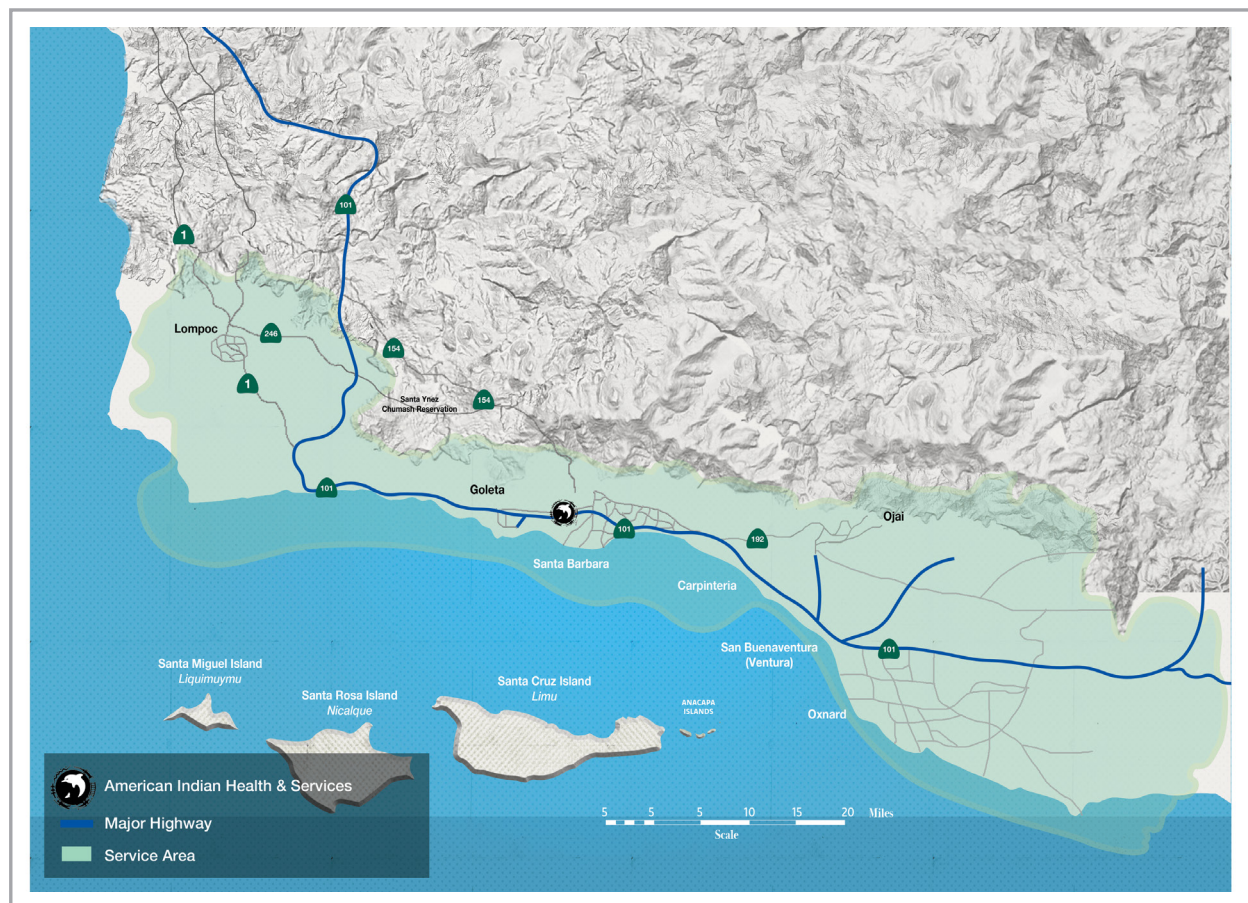 101
1
Lompoc
246
154
1
154
Santa Ynez
Chumash Reservation
101
Goleta
101
192
Ojai
Santa Barbara
Carpinteria
San Buenaventura
(Ventura)
101
Santa Miguel Island
Liquimuymu
Santa Rosa Island
Nicalque
Santa Cruz Island
Limu
ANACAPA
ISLANDS
Oxnard
American Indian Health & Services
Major Highway
Service Area
5 5 5 10 15 20 Miles
Scale